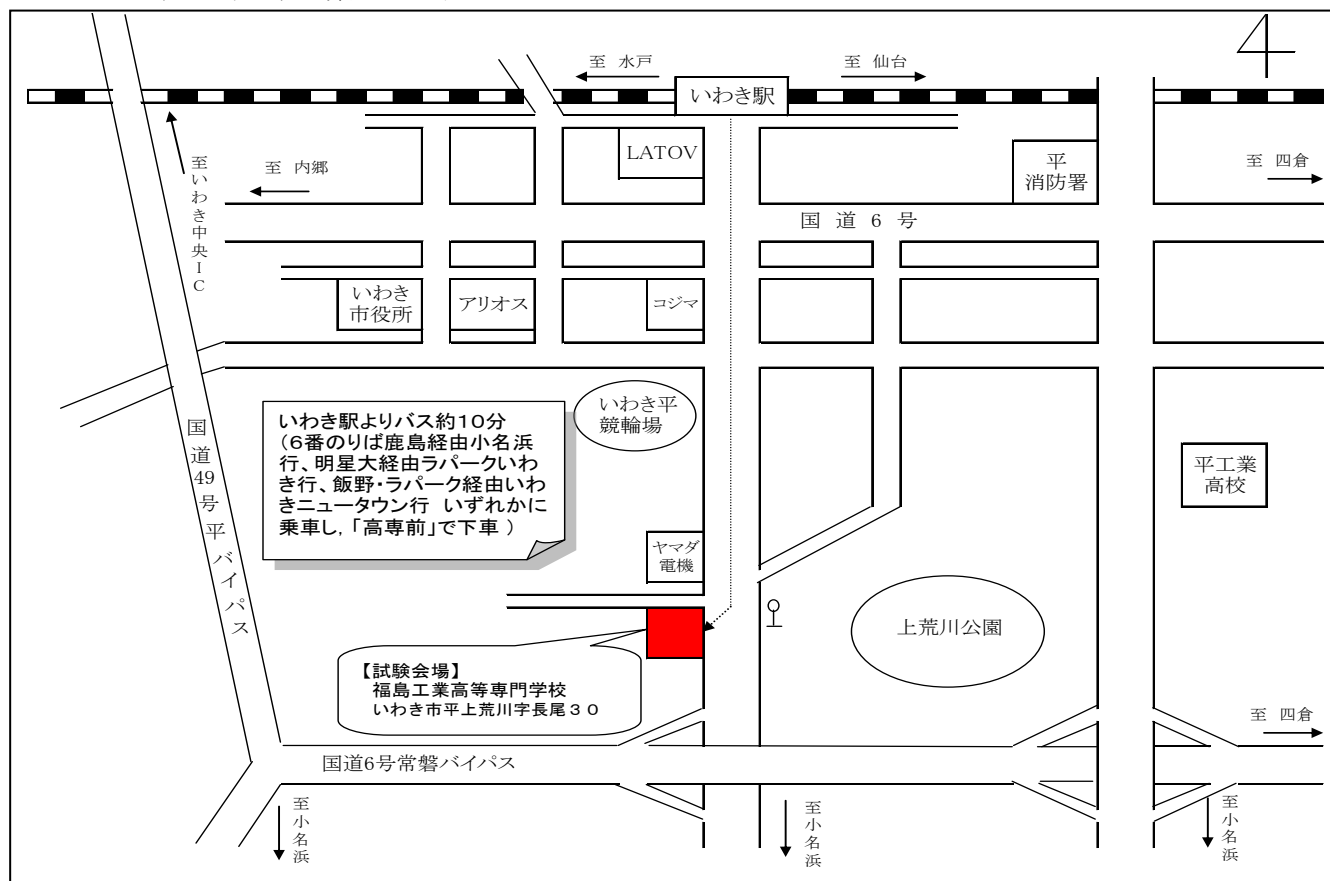 至 水戸
至 仙台
いわき駅
4
至いわき中央IC
至 内郷
LATOV
平
消防署
至 四倉
国道6号
いわき
市役所
アリオス
コジマ
国道49号平バイパス
いわき駅よりバス約10分
(6番のりば鹿島経由小名浜
行、明星大経由ラパークいわ
き行、飯野・ラパーク経由いわ
きニュータウン行 いずれかに
乗車し,「高専前」で下車 )
いわき平
競輪場
平工業
高校
ヤマダ
電機
上荒川公園
【試験会場】
福島工業高等専門学校
いわき市平上荒川字長尾30
至 四倉
国道6号常磐バイパス
至小名浜
至小名浜
至小名浜